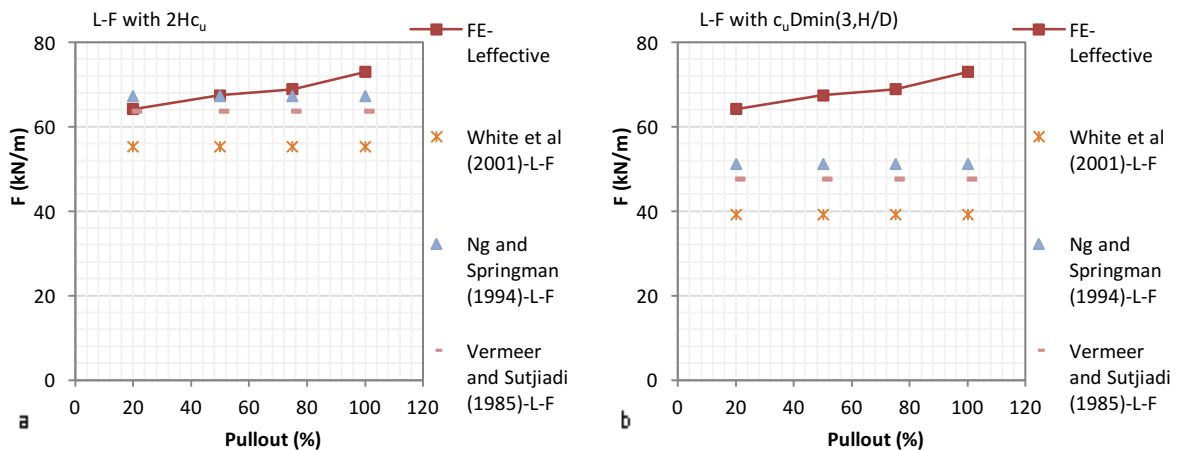 L-F with 2Hcu
80
60
40
20
0
0 20 40 60 80 100 120
F (kN/m)
Pullout (%)
a
FE-
Leffective
White et al
(2001)-L-F
Ng and
Springman
(1994)-L-F
Vermeer
and Sutjiadi
(1985)-L-F
L-F with cuDmin(3,H/D)
80
60
40
20
0
0 20 40 60 80 100 120
F (kN/m)
Pullout (%)
b
FE-
Leffective
White et al
(2001)-L-F
Ng and
Springman
(1994)-L-F
Vermeer
and Sutjiadi
(1985)-L-F